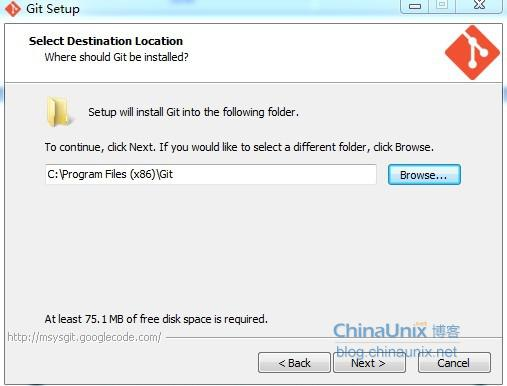 Git Setup
Select Destination Location
Where should Git be installed?
Setup will install Git into the following folder.
To continue, click Next. If you would like to select a different folder, click Browse.
C:\Program Files (x86)\Git
Browse...
At least 75.1 MB of free disk space is required.
http://msysgit.googlecode.com/
ChinaUnix.net 博客
blog.chinaunix.net
< Back
Next >
Cancel